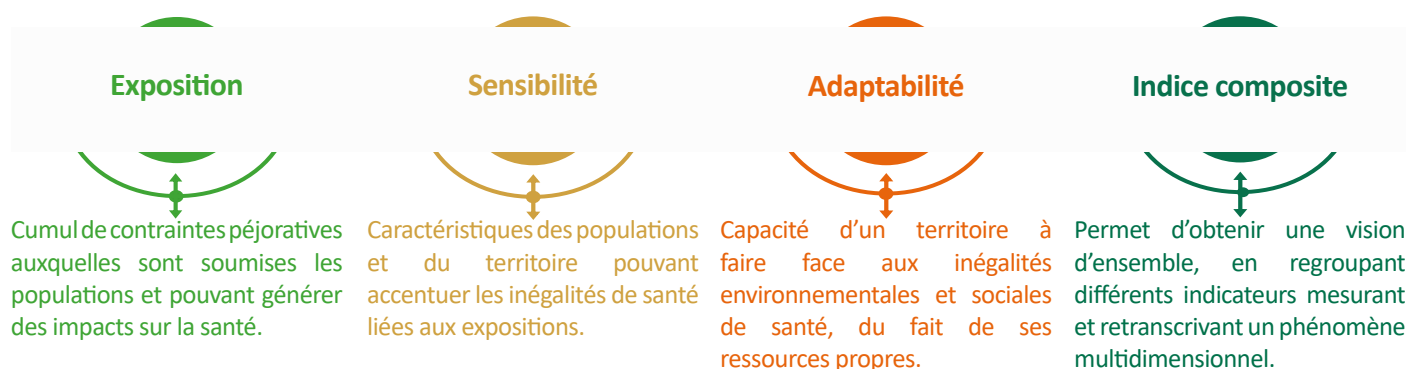 Exposition
Cumul de contraintes péjoratives
auxquelles sont soumises les
populations et pouvant générer
des impacts sur la santé.
Sensibilité
Caractéristiques des populations
et du territoire pouvant
accentuer les inégalités de santé
liées aux expositions.
Adaptabilité
Capacité d'un territoire à
faire face aux inégalités
environnementales et sociales
de santé, du fait de ses
ressources propres.
Indice composite
Permet d'obtenir une vision
d'ensemble, en regroupant
différents indicateurs mesurant
et retranscrivant un phénomène
multidimensionnel.